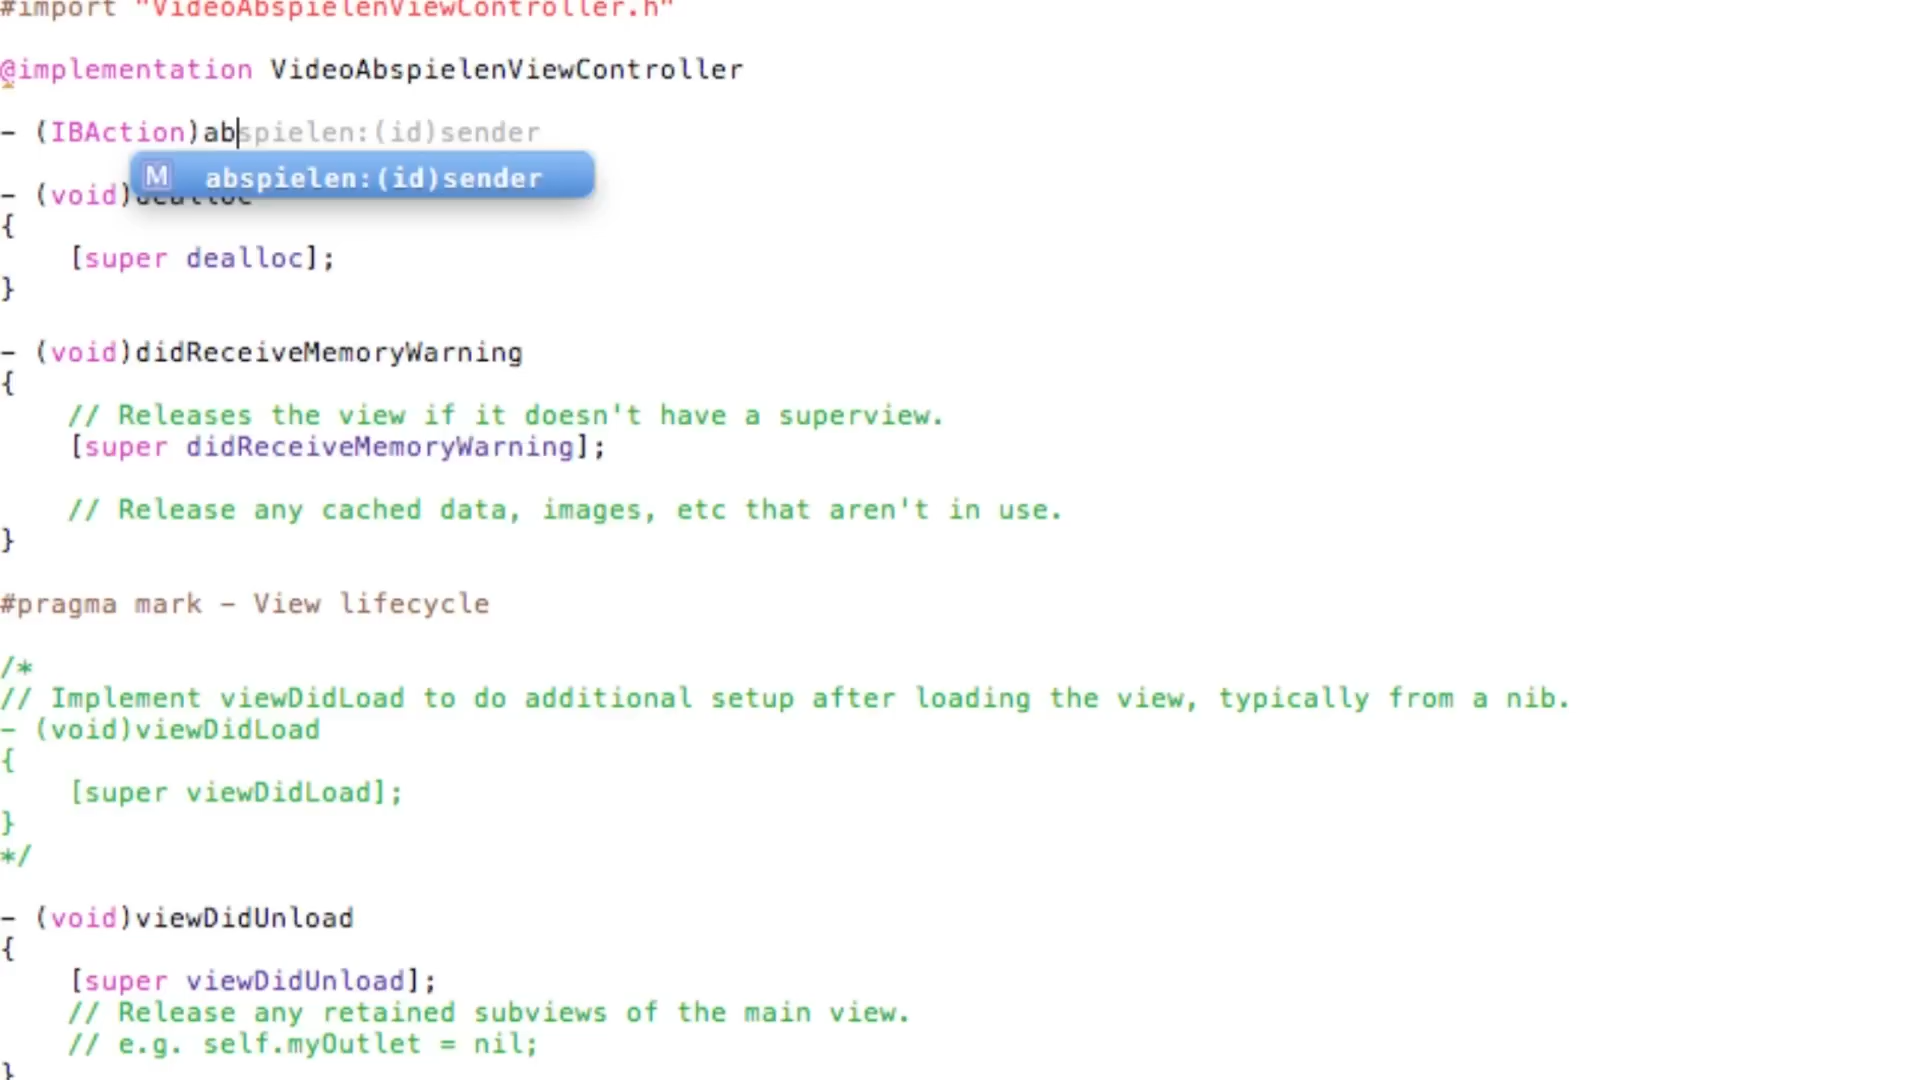 #import "VideoAbspielenViewController.h"
@implementation VideoAbspielenViewController
- (IBAction)abspielen:(id)sender
M abspielen:(id)sender
- (void)dealloc
{
[super dealloc];
}
- (void)didReceiveMemoryWarning
{
// Releases the view if it doesn't have a superview.
[super didReceiveMemoryWarning];
// Release any cached data, images, etc that aren't in use.
}
#pragma mark - View lifecycle
/*
// Implement viewDidLoad to do additional setup after loading the view, typically from a nib.
- (void)viewDidLoad
{
[super viewDidLoad];
}
*/
- (void)viewDidUnload
{
[super viewDidUnload];
// Release any retained subviews of the main view.
// e.g. self.myOutlet = nil;
}